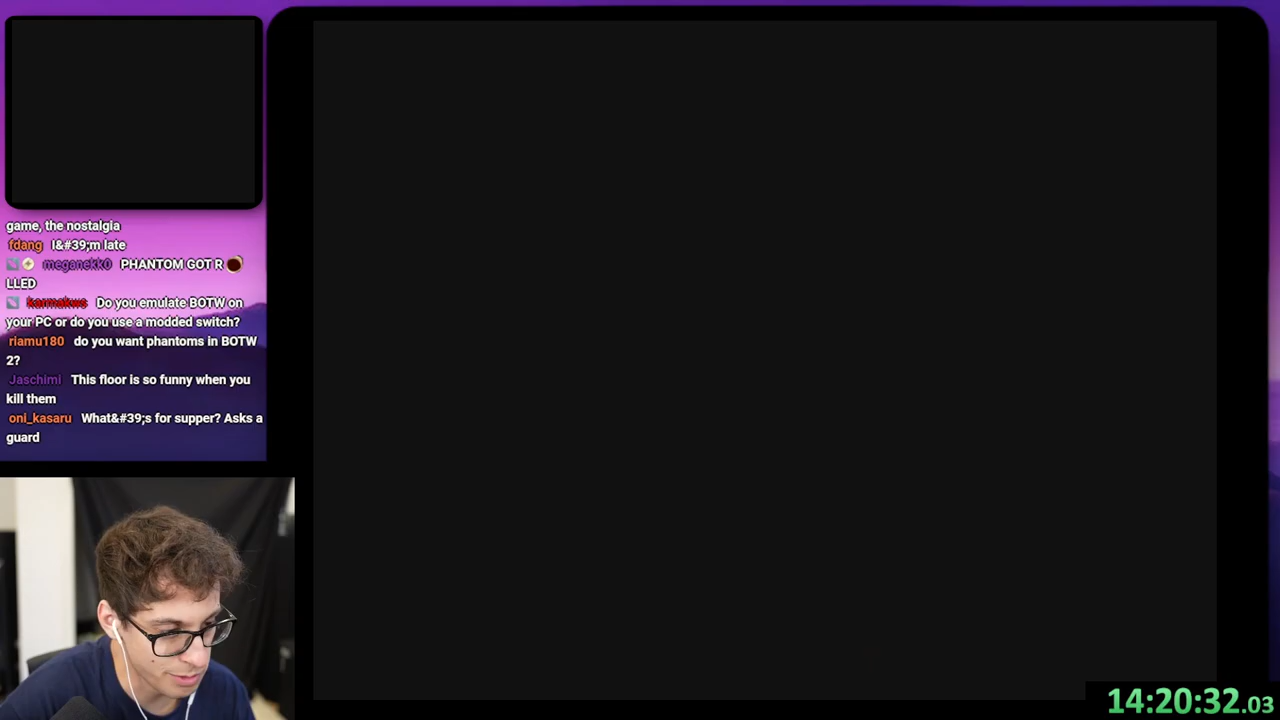 game, the nostalgia
fdang I&#39;m late
meganekk0 PHANTOM GOT R
LLED
karmakws Do you emulate BOTW on
your PC or do you use a modded switch?
riamu180 do you want phantoms in BOTW
2?
Jaschimi This floor is so funny when you
kill them
oni_kasaru What&#39;s for supper? Asks a
guard
14:20:32.03